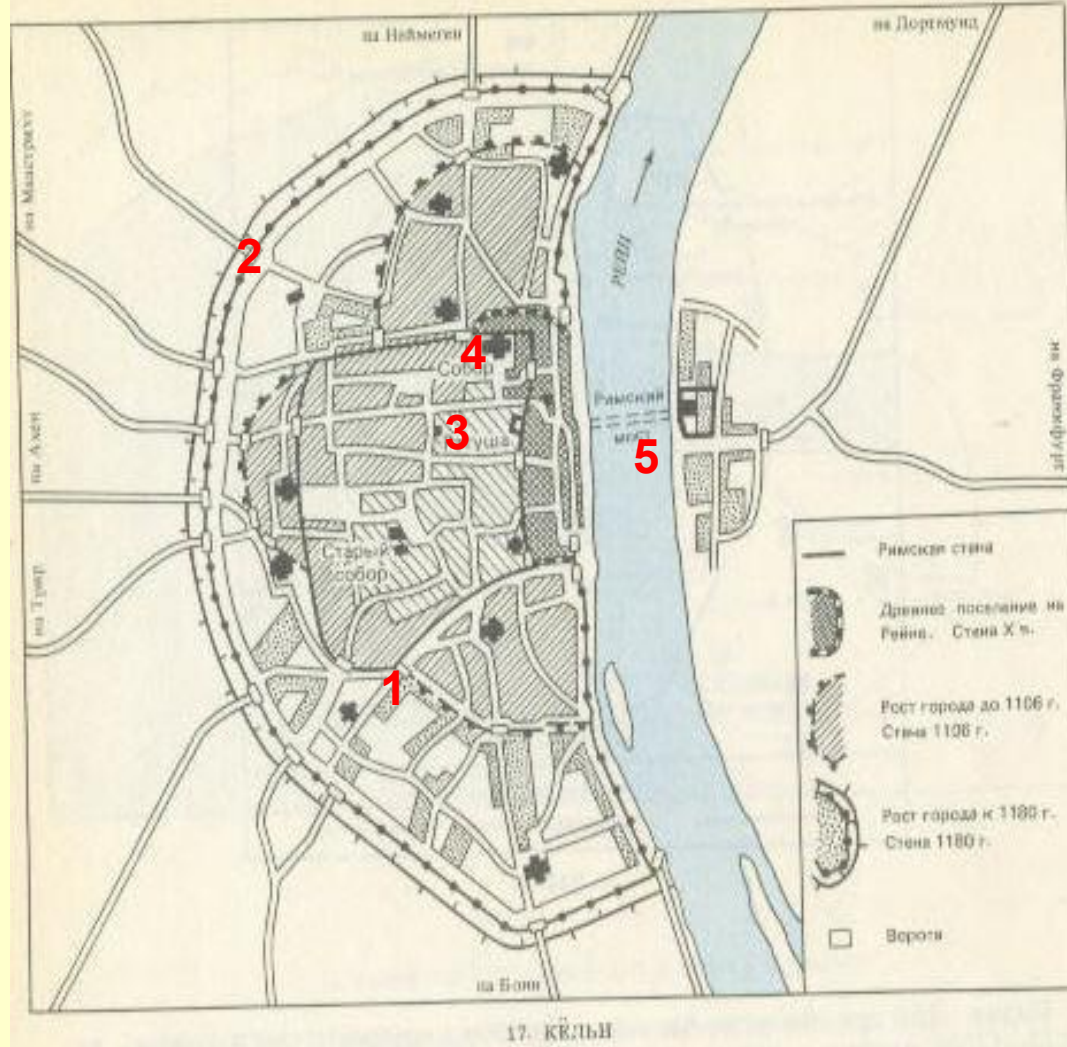 на Неймеген
на Дортмунд
на Маастрихт
2
РЕЙН
4
Собор
Римский
мост
3
5
на Франкфурт
на Ахен
Старый
собор
на Туир
1
Римская стена
Древнее поселение на
Рейне. Стена X в.
Рост города до 1106 г.
Стена 1106 г.
Рост города к 1180 г.
Стена 1180 г.
Ворота
на Бонн
17. КЁЛЬН